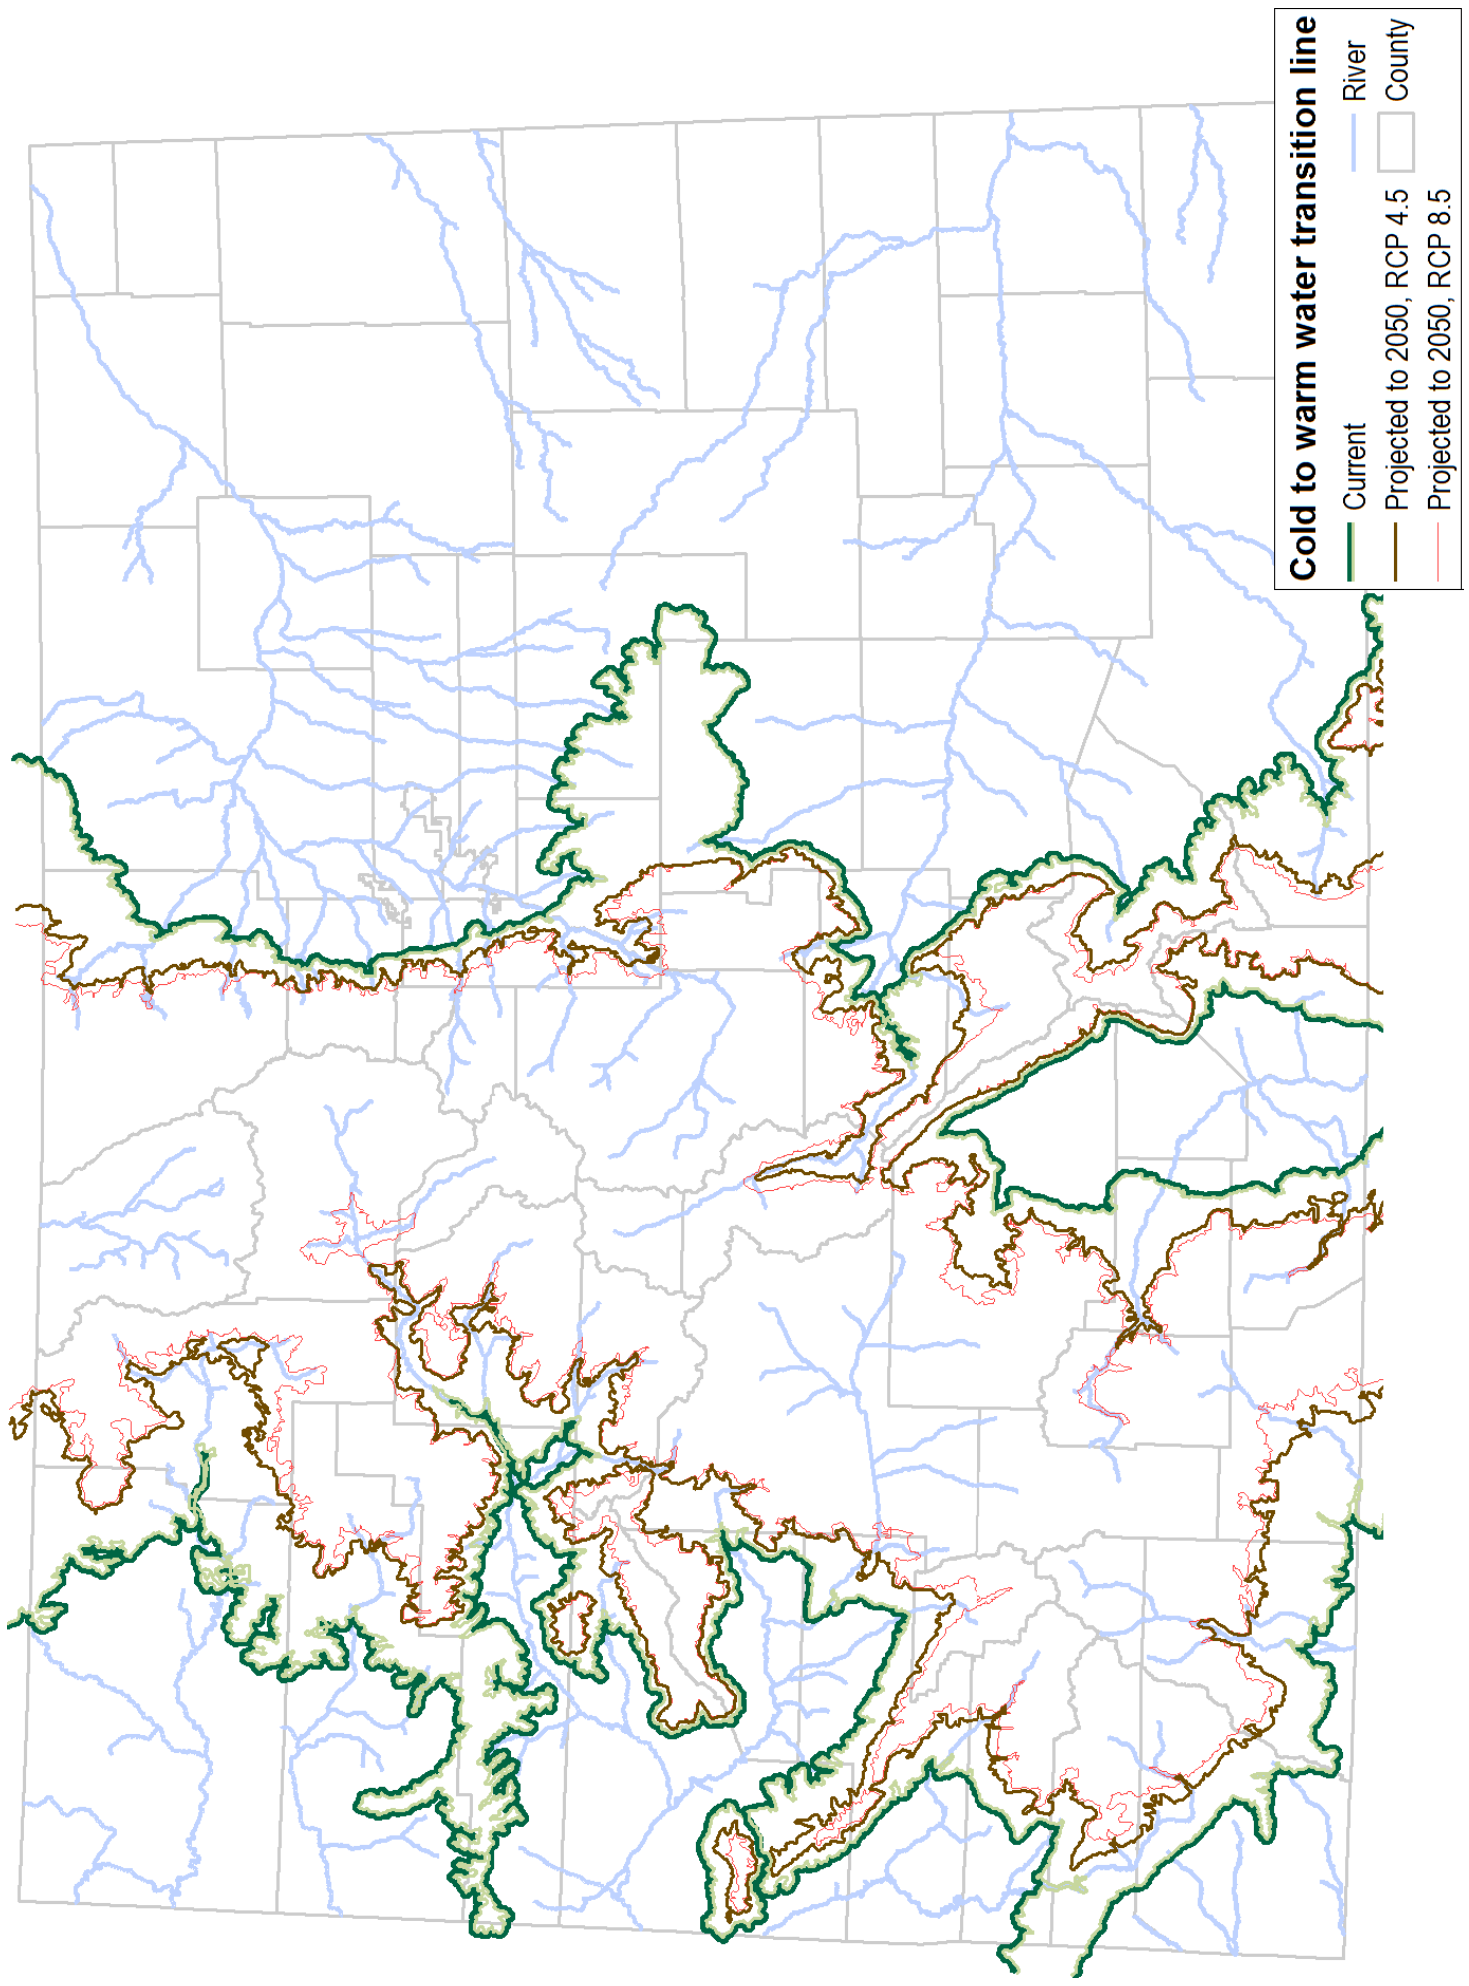 Cold to warm water transition line
Current
River
Projected to 2050, RCP 4.5
County
Projected to 2050, RCP 8.5